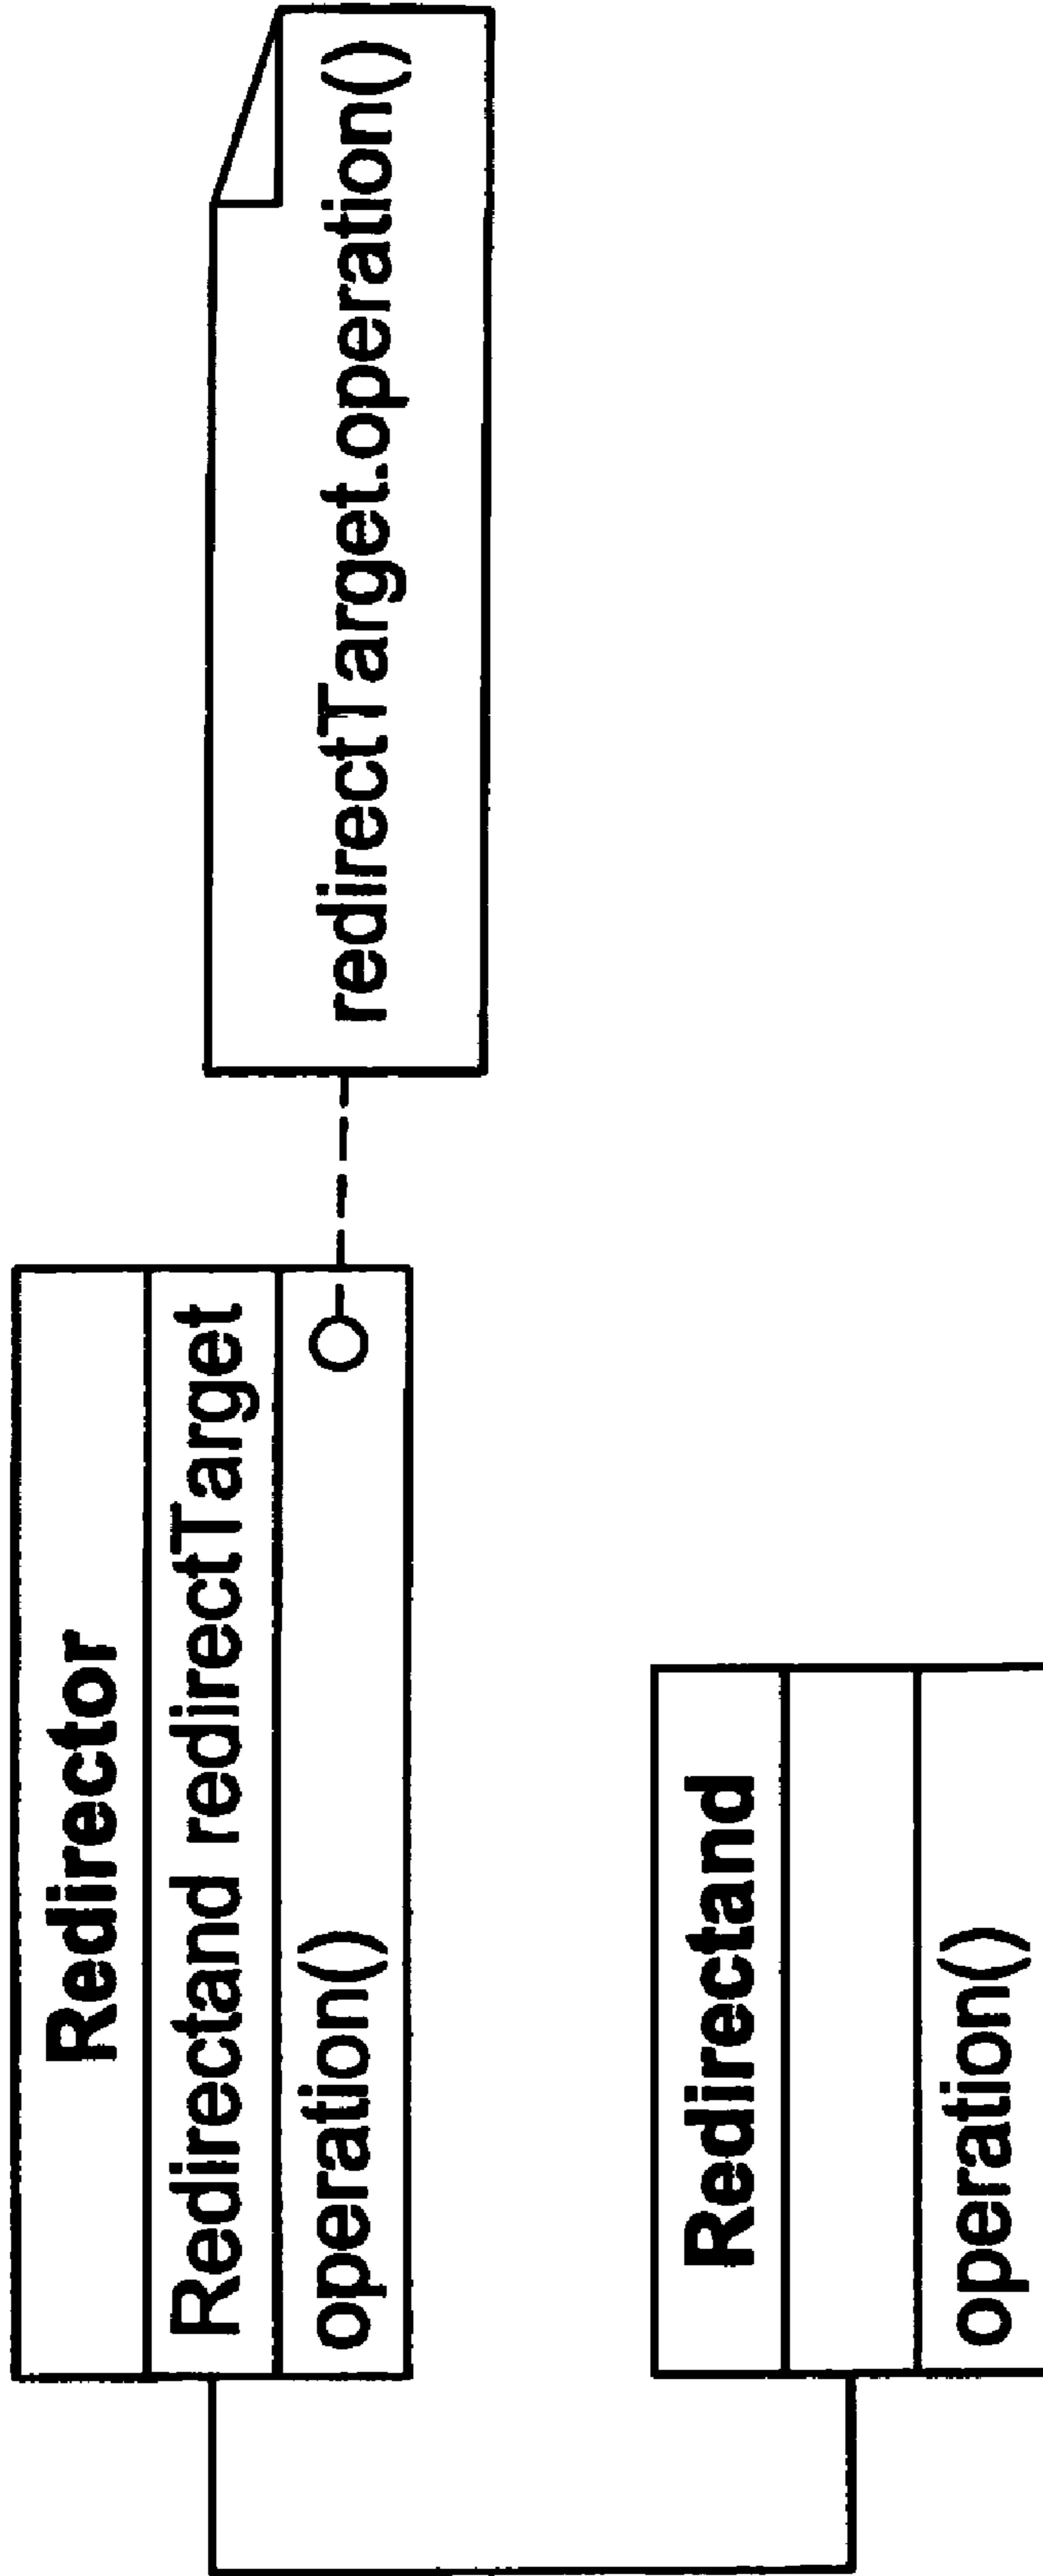 Redirector
Redirectand redirectTarget
operation()
redirectTarget.operation()
Redirectand
operation()